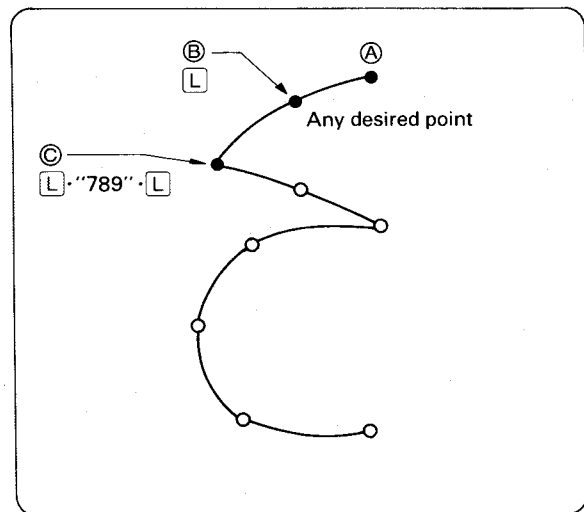 Ⓑ
Ⓐ
L
Any desired point
Ⓒ
L·"789"·L